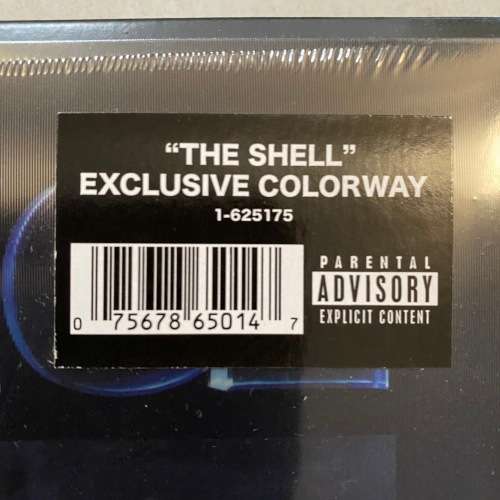 “THE SHELL”
EXCLUSIVE COLORWAY
1-625175
0 75678 65014 7
PARENTAL
ADVISORY
EXPLICIT CONTENT